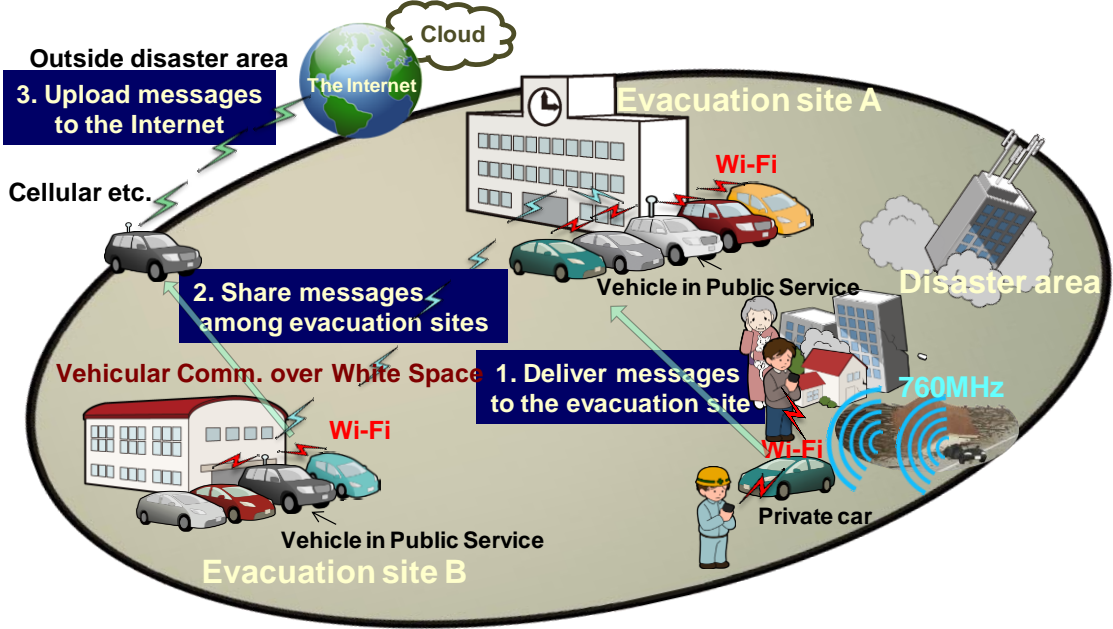 Cloud
Outside disaster area
The Internet
3. Upload messages
to the Internet
Evacuation site A
Wi-Fi
Cellular etc.
Disaster area
Vehicle in Public Service
2. Share messages
among evacuation sites
Vehicular Comm. over White Space
1. Deliver messages
to the evacuation site
760MHz
Wi-Fi
Wi-Fi
Private car
Vehicle in Public Service
Evacuation site B